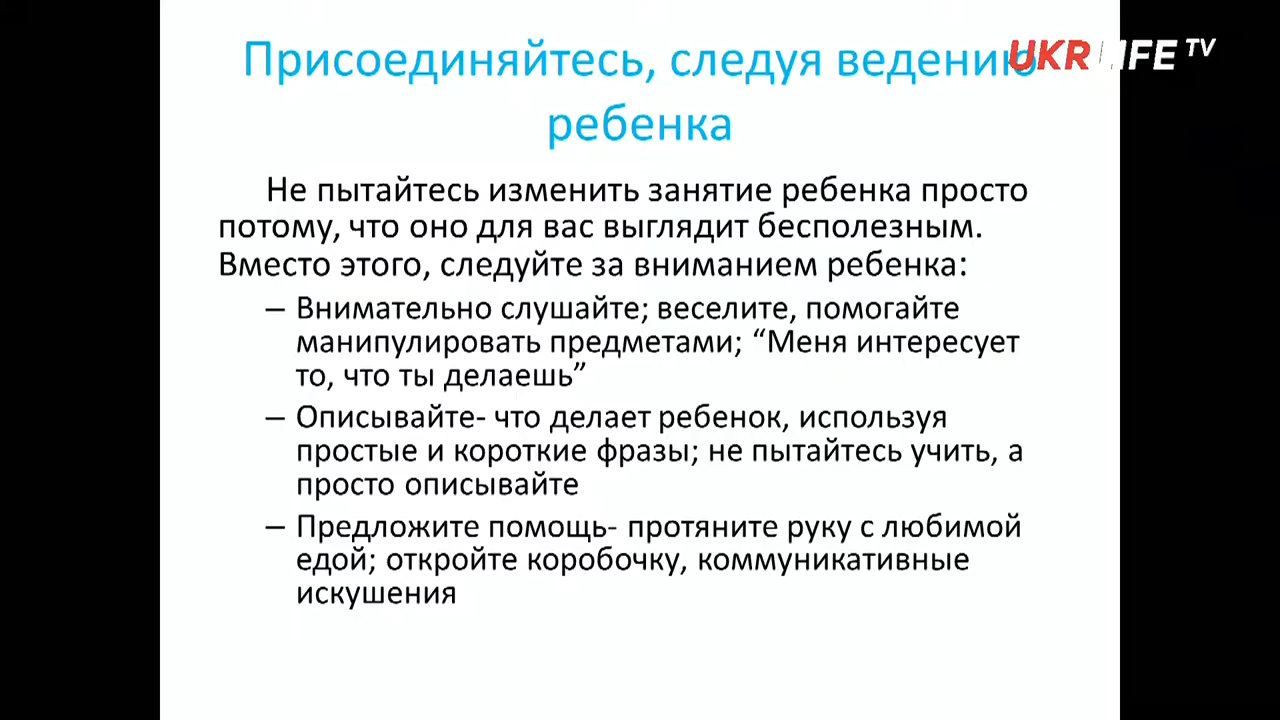 Присоединяйтесь, следуя ведению
ребенка
UKRLIFE TV
Не пытайтесь изменить занятие ребенка просто
потому, что оно для вас выглядит бесполезным.
Вместо этого, следуйте за вниманием ребенка:
– Внимательно слушайте; веселите, помогайте
манипулировать предметами; “Меня интересует
то, что ты делаешь”
– Описывайте- что делает ребенок, используя
простые и короткие фразы; не пытайтесь учить, а
просто описывайте
– Предложите помощь- протяните руку с любимой
едой; откройте коробочку, коммуникативные
искушения